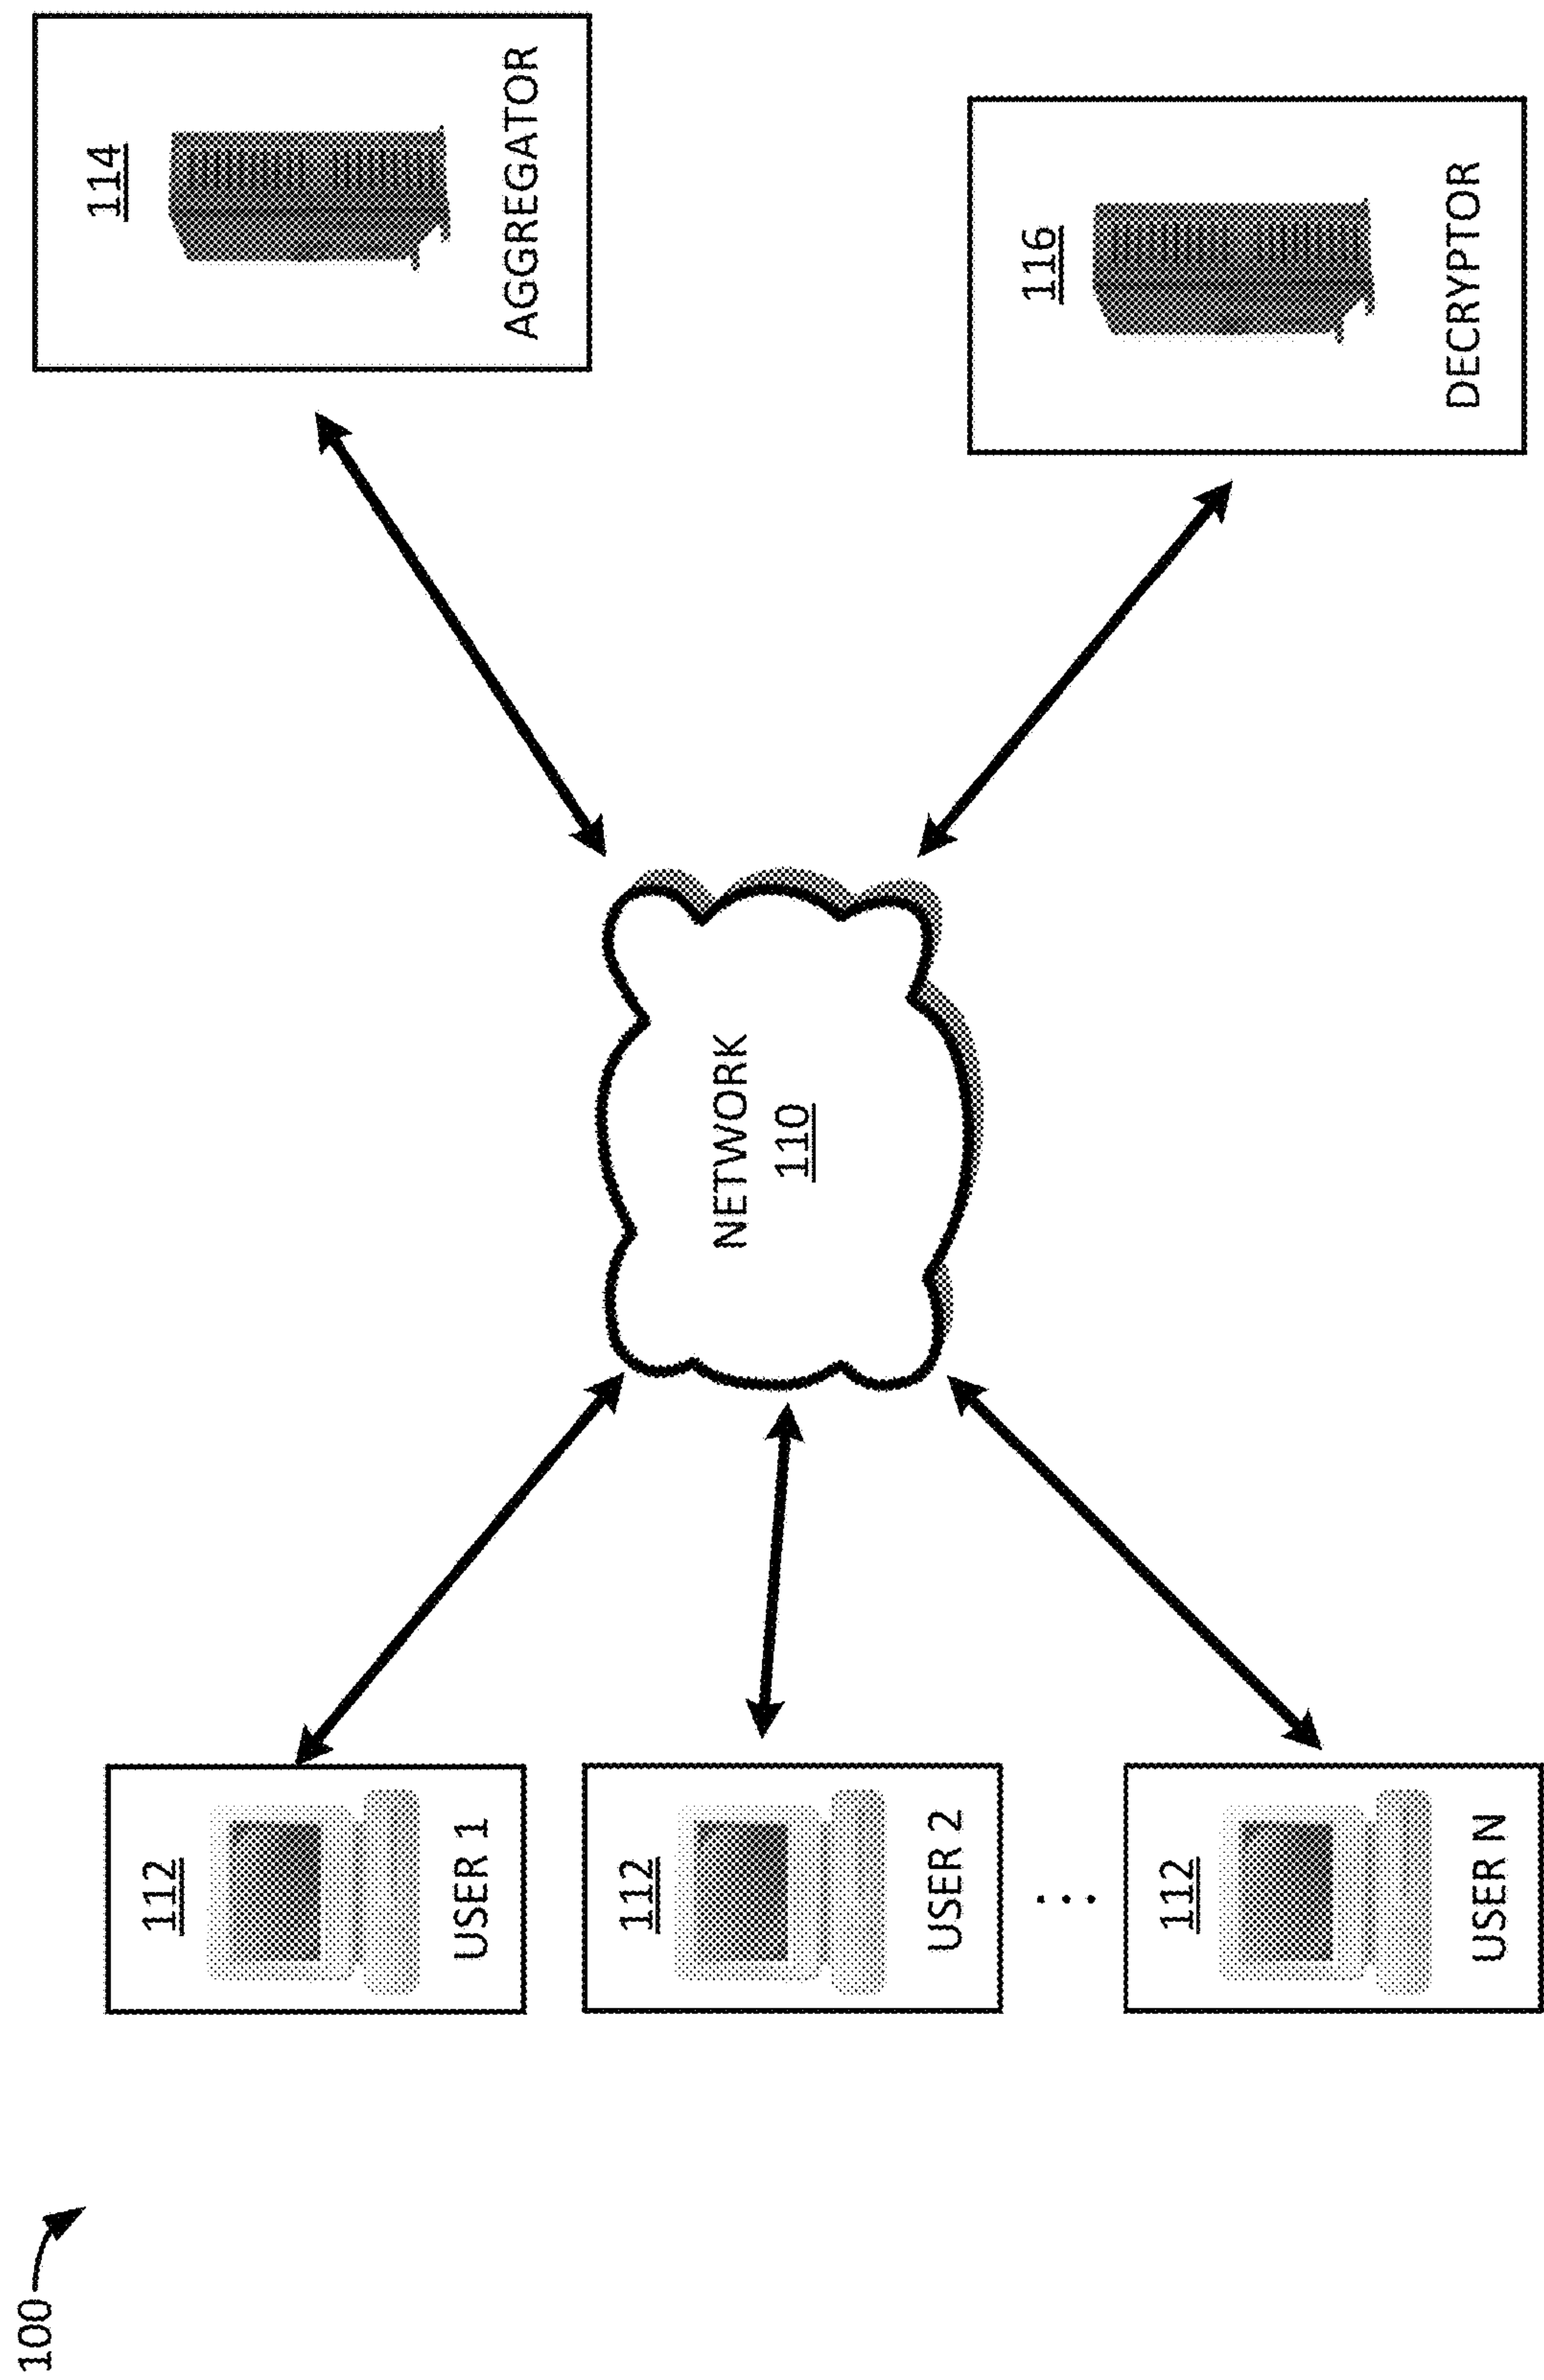 100
112
USER 1
112
USER 2
...
112
USER N
NETWORK
110
114
AGGREGATOR
116
DECRYPTOR